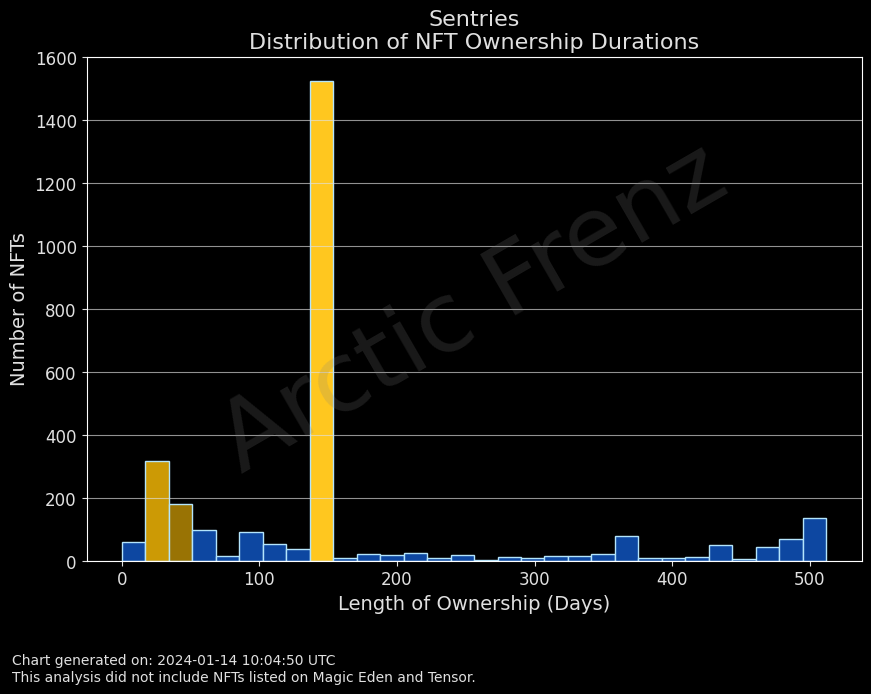 Sentries
Distribution of NFT Ownership Durations
1600
1400
1200
1000
800
600
400
200
0
Number of NFTs
Arctic Frenz
0 100 200 300 400 500
Length of Ownership (Days)
Chart generated on: 2024-01-14 10:04:50 UTC
This analysis did not include NFTs listed on Magic Eden and Tensor.